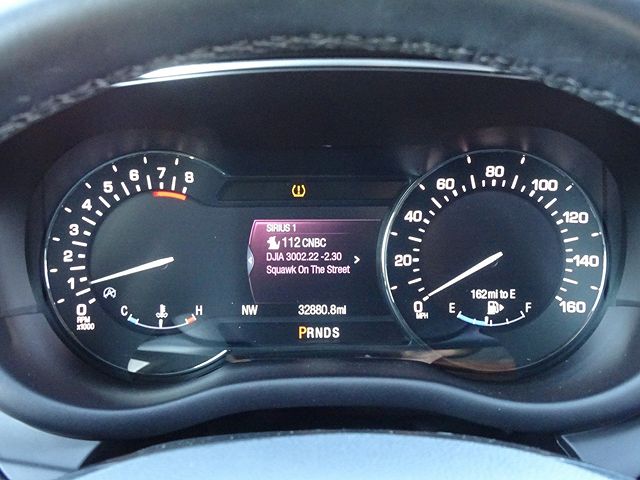 0 1 2 3 4 5 6 7 8
RPM
x1000
C H
SIRIUS 1
112 CNBC
DJIA 3002.22 -2.30
Squawk On The Street
NW 32880.8mi
PRNDS
0 20 40 60 80 100 120 140 160
MPH
162mi to E
E F